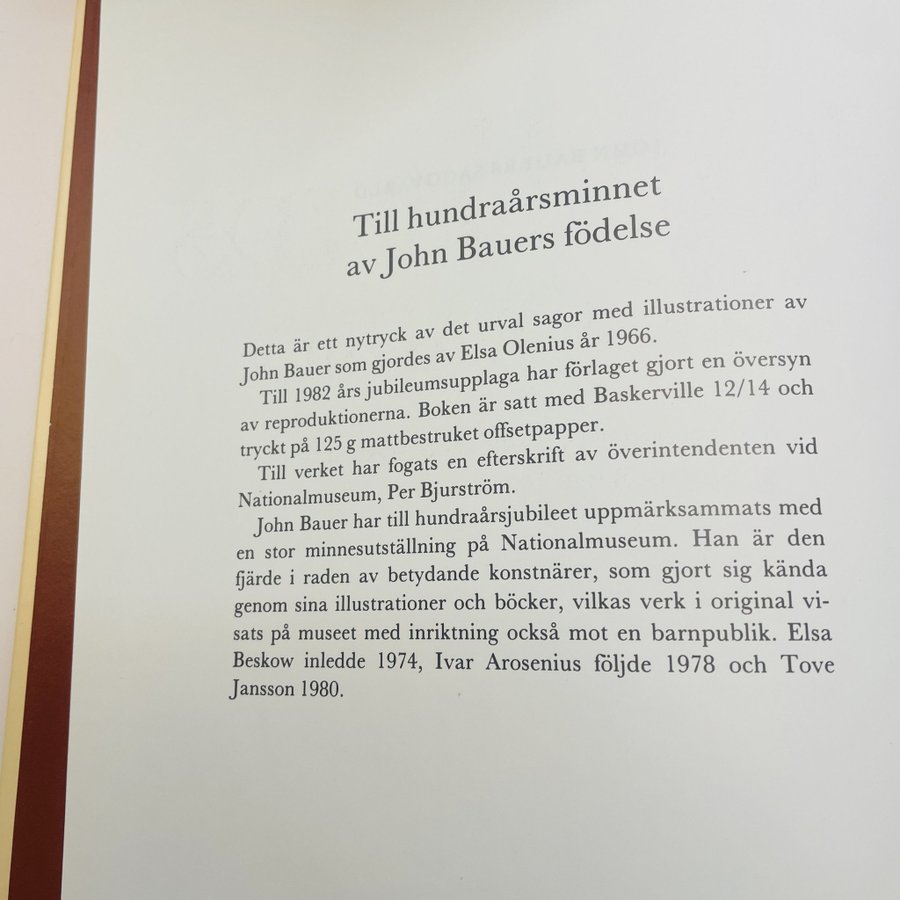 Till hundraårsminnet
av John Bauers födelse
Detta är ett nytryck av det urval sagor med illustrationer av
John Bauer som gjordes av Elsa Olenius år 1966.
Till 1982 års jubileumsupplaga har förlaget gjort en översyn
av reproduktionerna. Boken är satt med Baskerville 12/14 och
tryckt på 125 g mattbestruket offsetpapper.
Till verket har fogats en efterskrift av överintendenten vid
Nationalmuseum, Per Bjurström.
John Bauer har till hundraårsjubileet uppmärksammats med
en stor minnesutställning på Nationalmuseum. Han är den
fjärde i raden av betydande konstnärer, som gjort sig kända
genom sina illustrationer och böcker, vilkas verk i original vi-
sats på museet med inriktning också mot en barnpublik. Elsa
Beskow inledde 1974, Ivar Arosenius följde 1978 och Tove
Jansson 1980.